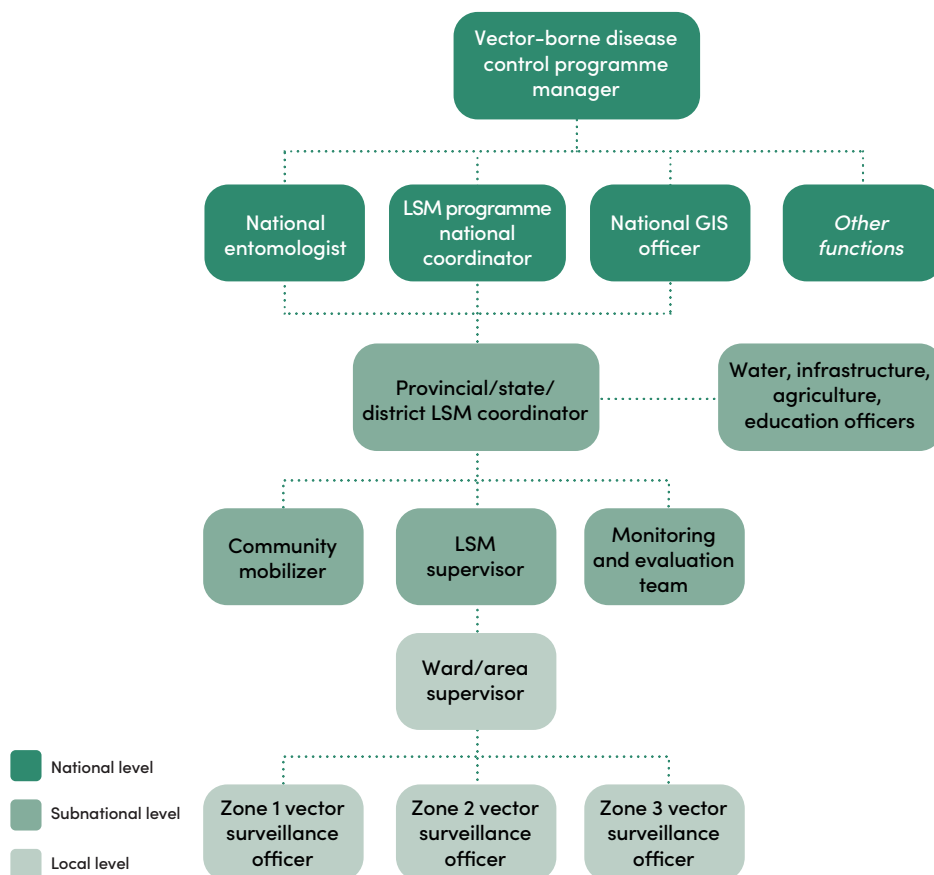 Vector-borne disease
control programme
manager
National
entomologist
LSM programme
national
coordinator
National GIS
officer
Other
functions
Provincial/state/
district LSM coordinator
Water, infrastructure,
agriculture,
education officers
Community
mobilizer
LSM
supervisor
Monitoring
and evaluation
team
Ward/area
supervisor
Zone 1 vector
surveillance
officer
Zone 2 vector
surveillance
officer
Zone 3 vector
surveillance
officer
National level
Subnational level
Local level